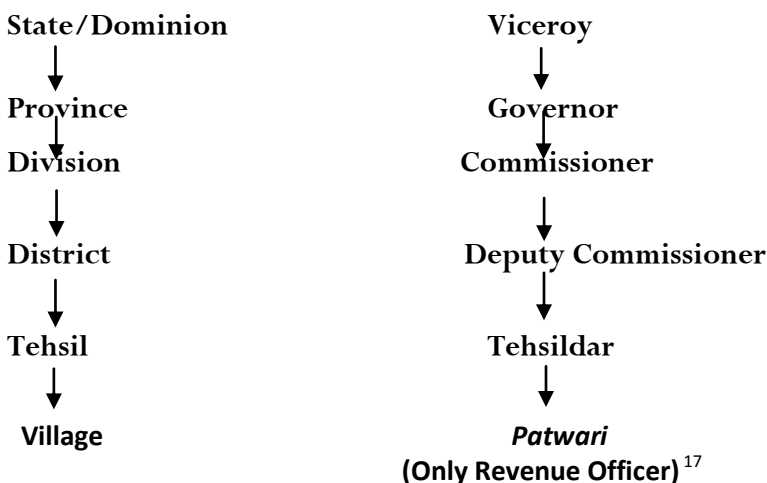 State/Dominion
Viceroy
Province
Governor
Division
Commissioner
District
Deputy Commissioner
Tehsil
Tehsildar
Village
Patwari
(Only Revenue Officer) 17